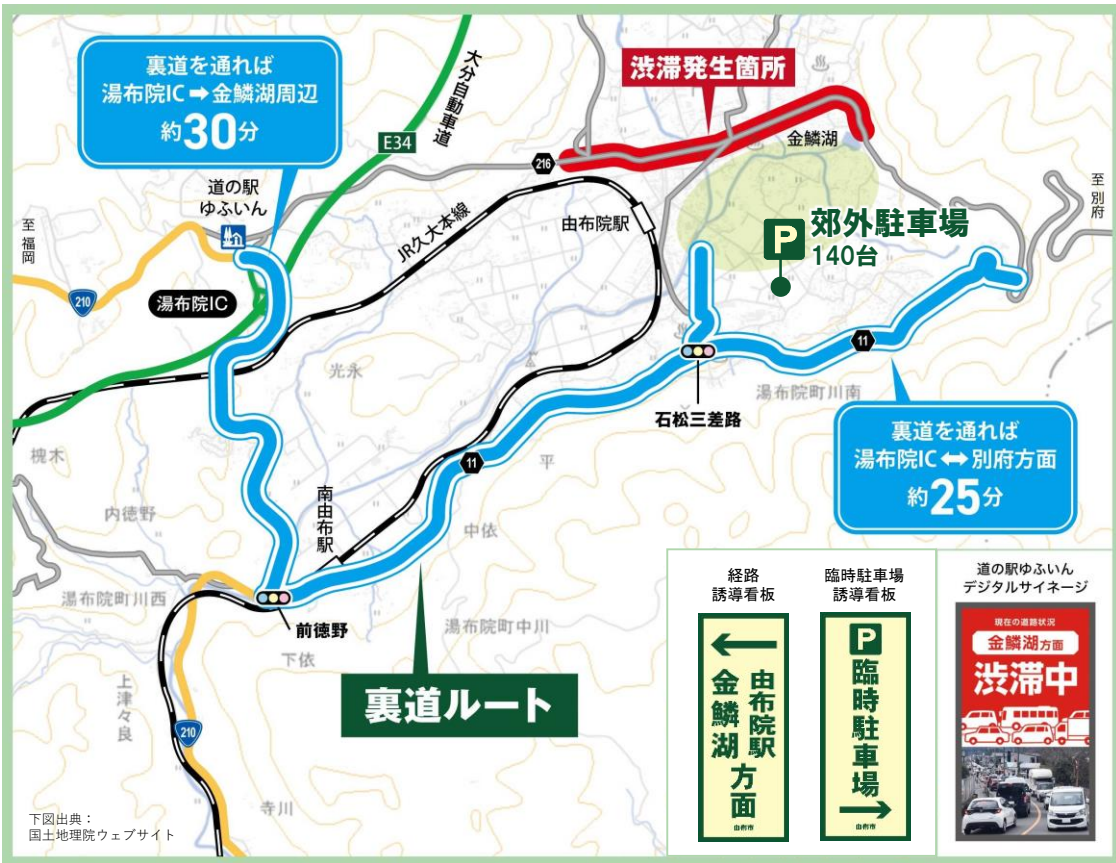 裏道を通れば
湯布院IC➡金鱗湖周辺
約30分
大分自動車道
渋滞発生箇所
E34
216
金鱗湖
道の駅
ゆふいん
至福岡
至別府
JR久大本線
由布院駅
P 郊外駐車場
140台
210
湯布院IC
光永
11
湯布院町川南
石松三差路
裏道を通れば
湯布院IC⬌別府方面
約25分
槐木
平
11
内徳野
南由布駅
中依
湯布院町川西
前徳野
湯布院町中川
下依
裏道ルート
上津々良
210
寺川
下図出典：
国土地理院ウェブサイト
経路
誘導看板
←
由布院駅
金鱗湖
方面
由布市
臨時駐車場
誘導看板
P
臨時駐車場
→
由布市
道の駅ゆふいん
デジタルサイネージ
現在の道路状況
金鱗湖方面
渋滞中